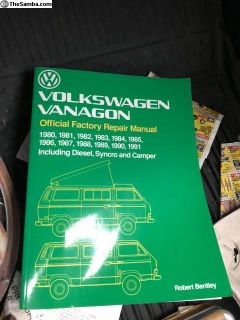 TheSamba.com
VOLKSWAGEN
VANAGON
Official Factory Repair Manual
1980, 1981, 1982, 1983, 1984, 1985,
1986, 1987, 1988, 1989, 1990, 1991
Including Diesel, Syncro and Camper
Robert Bentley